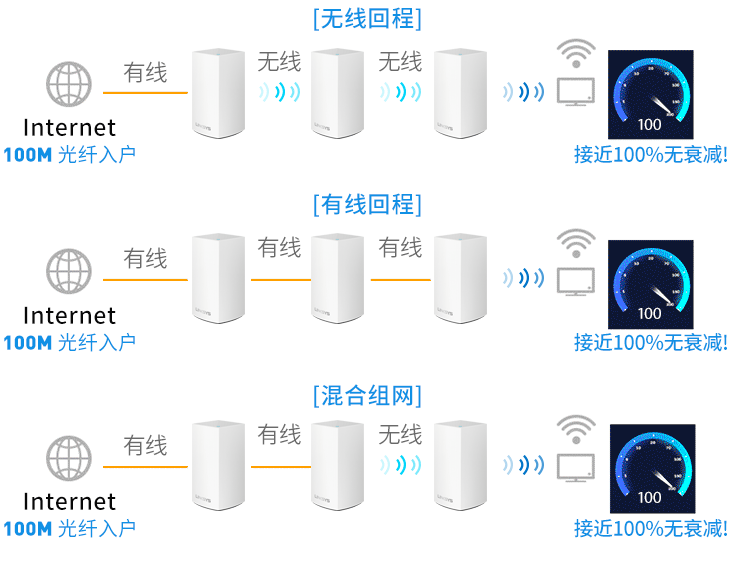 [无线回程]
有线
无线
无线
Internet
100M 光纤入户
100
接近100%无衰减!
[有线回程]
有线
有线
有线
Internet
100M 光纤入户
100
接近100%无衰减!
[混合组网]
有线
有线
无线
Internet
100M 光纤入户
100
接近100%无衰减!